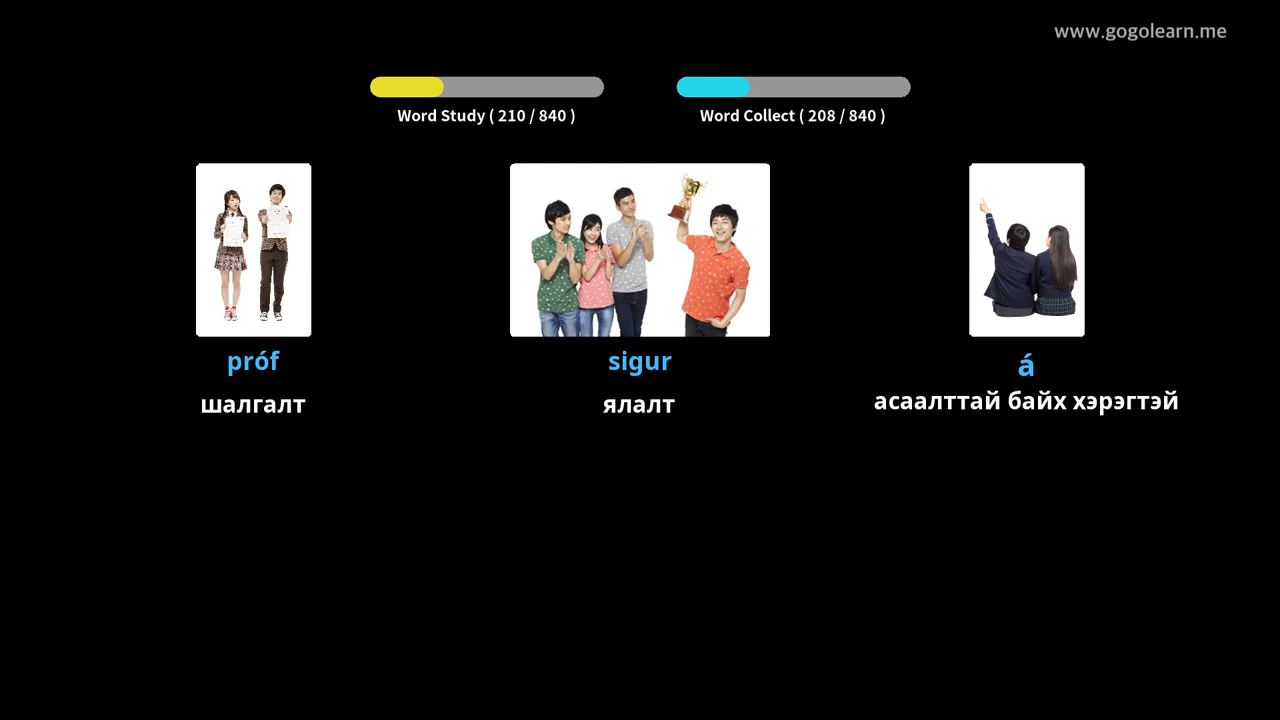 www.gogolearn.me
Word Study ( 210 / 840 )
Word Collect ( 208 / 840 )
próf
шалгалт
sigur
ялалт
á
асаалттай байх хэрэгтэй